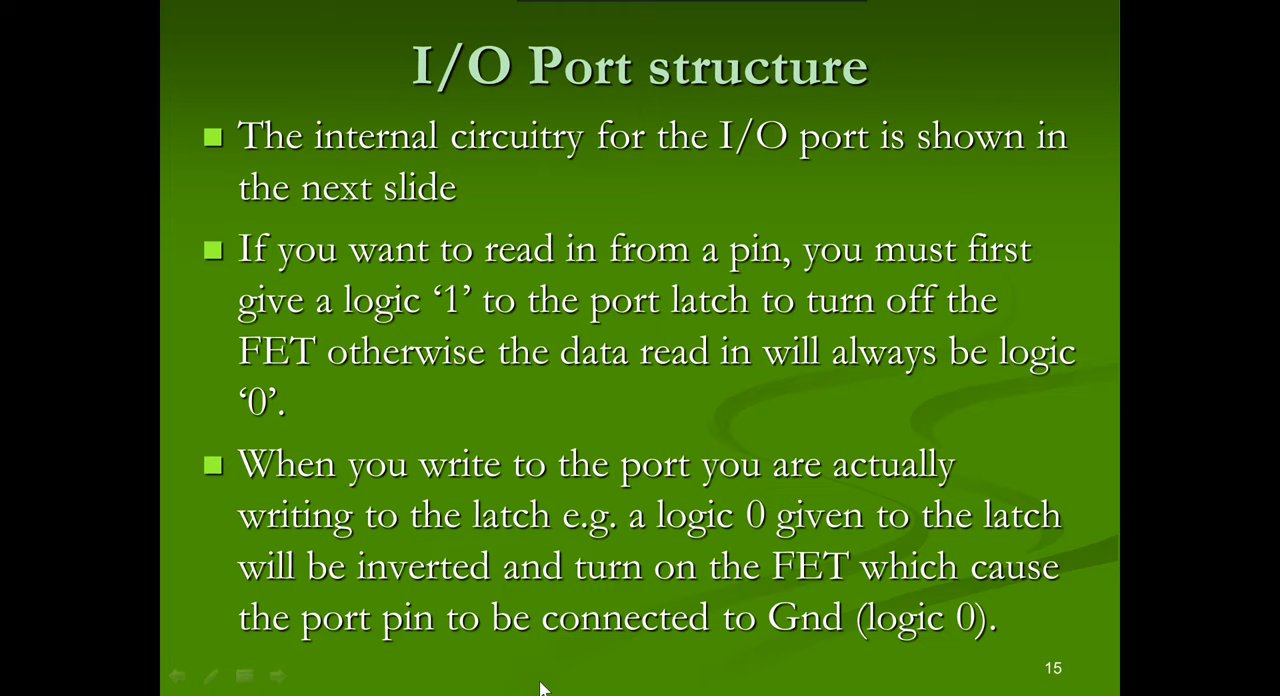 I/O Port structure
The internal circuitry for the I/O port is shown in
the next slide
If you want to read in from a pin, you must first
give a logic ‘1’ to the port latch to turn off the
FET otherwise the data read in will always be logic
‘0’.
When you write to the port you are actually
writing to the latch e.g. a logic 0 given to the latch
will be inverted and turn on the FET which cause
the port pin to be connected to Gnd (logic 0).
15